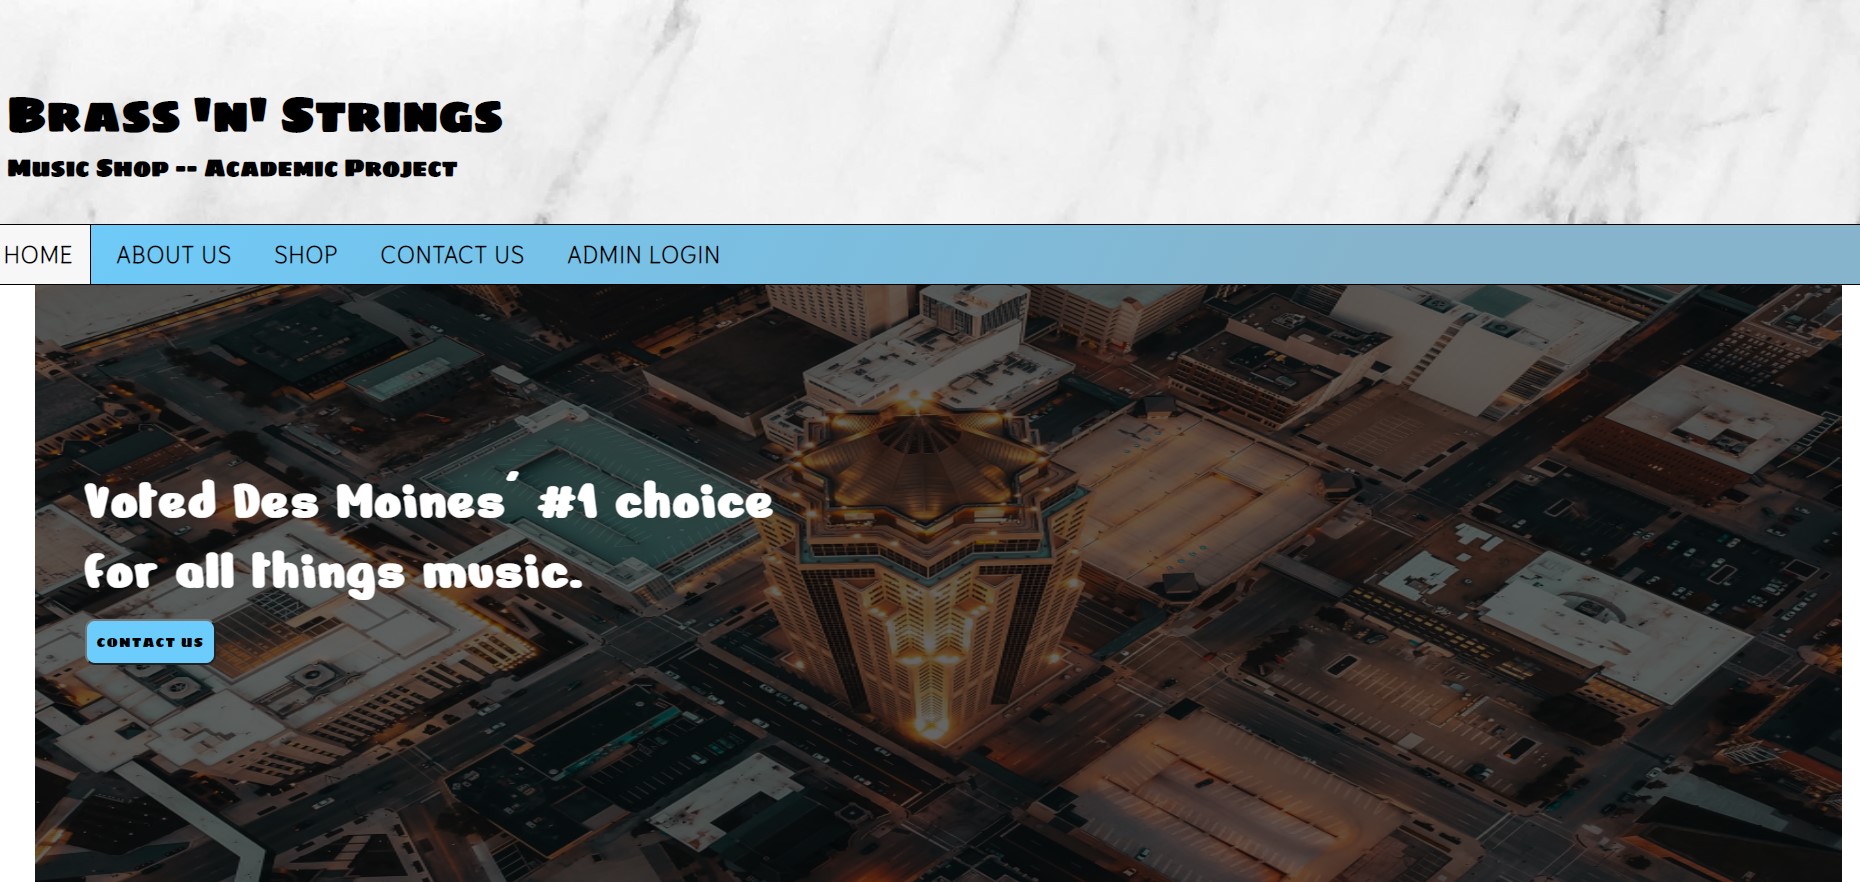 Brass 'n' Strings
Music Shop -- Academic Project
HOME ABOUT US SHOP CONTACT US ADMIN LOGIN
Voted Des Moines' #1 choice
for all things music.
CONTACT US